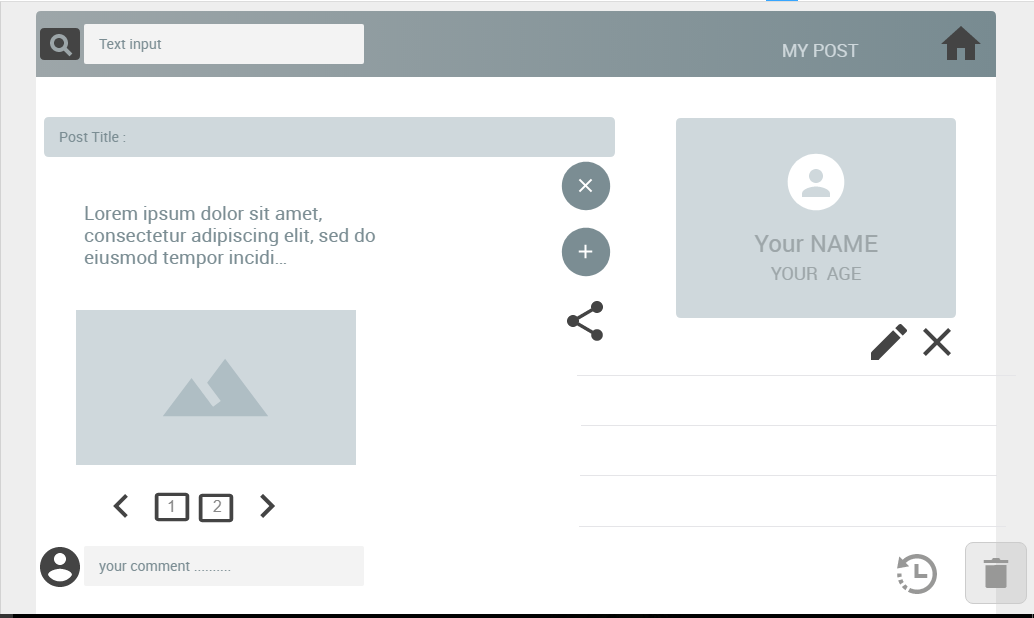 Text input
MY POST
Post Title :
Lorem ipsum dolor sit amet,
consectetur adipiscing elit, sed do
eiusmod tempor incidi...
Your NAME
YOUR AGE
1
2
your comment ..........